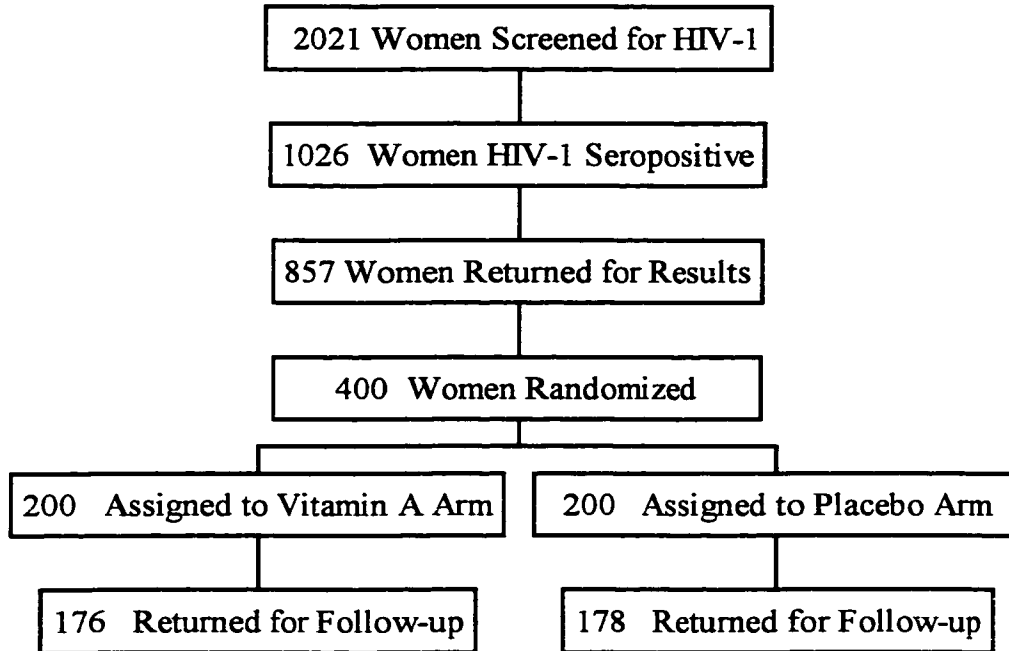 2021 Women Screened for HIV-1
1026 Women HIV-1 Seropositive
857 Women Returned for Results
400 Women Randomized
200 Assigned to Vitamin A Arm
200 Assigned to Placebo Arm
176 Returned for Follow-up
178 Returned for Follow-up